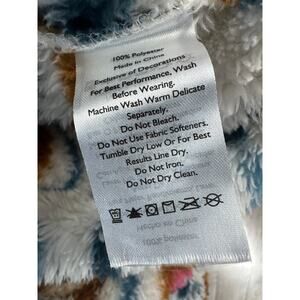 100% Polyester
Made in China
Exclusive of Decorations
For Best Performance, Wash
Before Wearing.
Machine Wash Warm Delicate
Separately.
Do Not Bleach.
Do Not Use Fabric Softeners.
Tumble Dry Low Or For Best
Results Line Dry.
Do Not Iron.
Do Not Dry Clean.